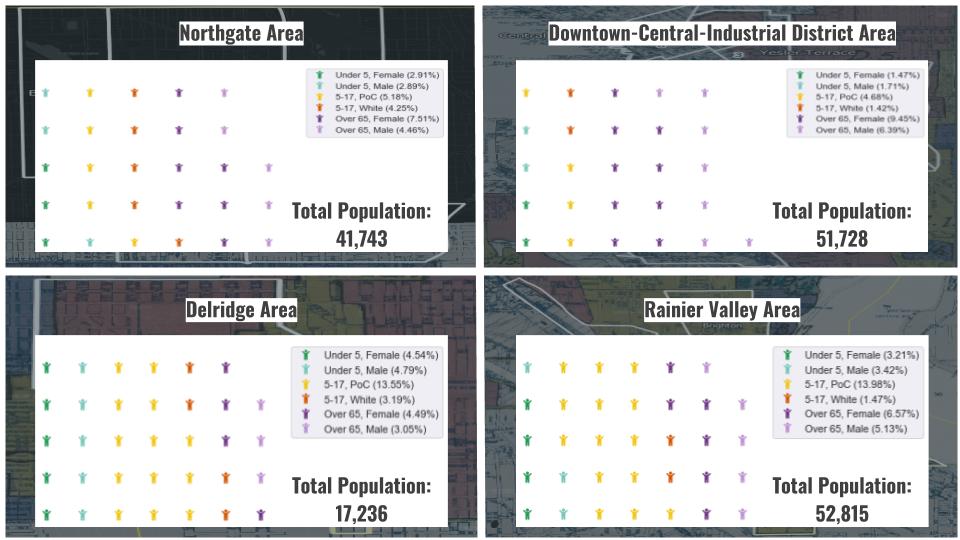 Northgate Area
Under 5, Female (2.91%)
Under 5, Male (2.89%)
5-17, PoC (5.18%)
5-17, White (4.25%)
Over 65, Female (7.51%)
Over 65, Male (4.46%)
Total Population:
41,743
Downtown-Central-Industrial District Area
Yesler Terrace
Under 5, Female (1.47%)
Under 5, Male (1.71%)
5-17, PoC (4.68%)
5-17, White (1.42%)
Over 65, Female (9.45%)
Over 65, Male (6.39%)
Total Population:
51,728
Delridge Area
Under 5, Female (4.54%)
Under 5, Male (4.79%)
5-17, PoC (13.55%)
5-17, White (3.19%)
Over 65, Female (4.49%)
Over 65, Male (3.05%)
Total Population:
17,236
Rainier Valley Area
Brighton
Under 5, Female (3.21%)
Under 5, Male (3.42%)
5-17, PoC (13.98%)
5-17, White (1.47%)
Over 65, Female (6.57%)
Over 65, Male (5.13%)
Total Population:
52,815